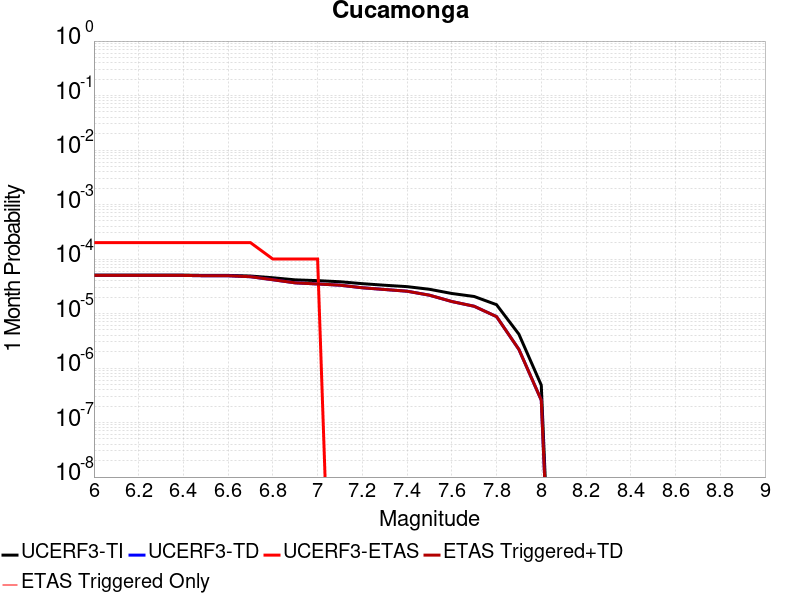 Cucamonga
10^0
10^-1
10^-2
10^-3
10^-4
10^-5
10^-6
10^-7
10^-8
1 Month Probability
6 6.2 6.4 6.6 6.8 7 7.2 7.4 7.6 7.8 8 8.2 8.4 8.6 8.8 9
Magnitude
UCERF3-TI UCERF3-TD UCERF3-ETAS ETAS Triggered+TD
ETAS Triggered Only